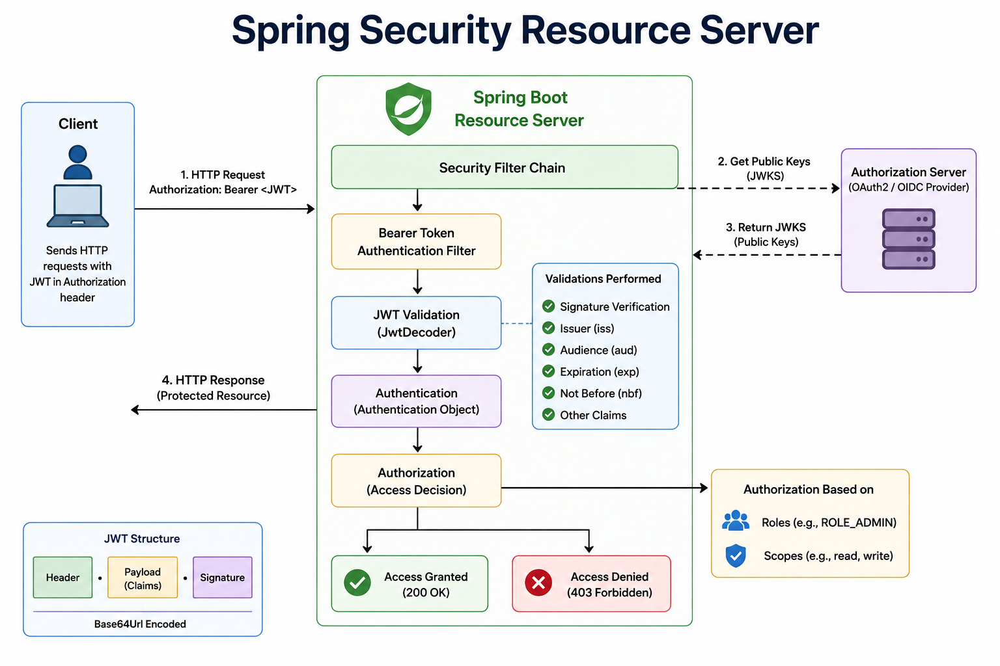 Spring Security Resource Server
Client
Sends HTTP
requests with
JWT in Authorization
header
1. HTTP Request
Authorization: Bearer <JWT>
Spring Boot
Resource Server
Security Filter Chain
2. Get Public Keys
(JWKS)
Authorization Server
(OAuth2 / OIDC Provider)
3. Return JWKS
(Public Keys)
Bearer Token
Authentication Filter
JWT Validation
(JwtDecoder)
Validations Performed
Signature Verification
Issuer (iss)
Audience (aud)
Expiration (exp)
Not Before (nbf)
Other Claims
Authentication
(Authentication Object)
4. HTTP Response
(Protected Resource)
Authorization
(Access Decision)
Authorization Based on
Roles (e.g., ROLE_ADMIN)
Scopes (e.g., read, write)
Access Granted
(200 OK)
Access Denied
(403 Forbidden)
JWT Structure
Header
•
Payload
(Claims)
•
Signature
Base64Url Encoded